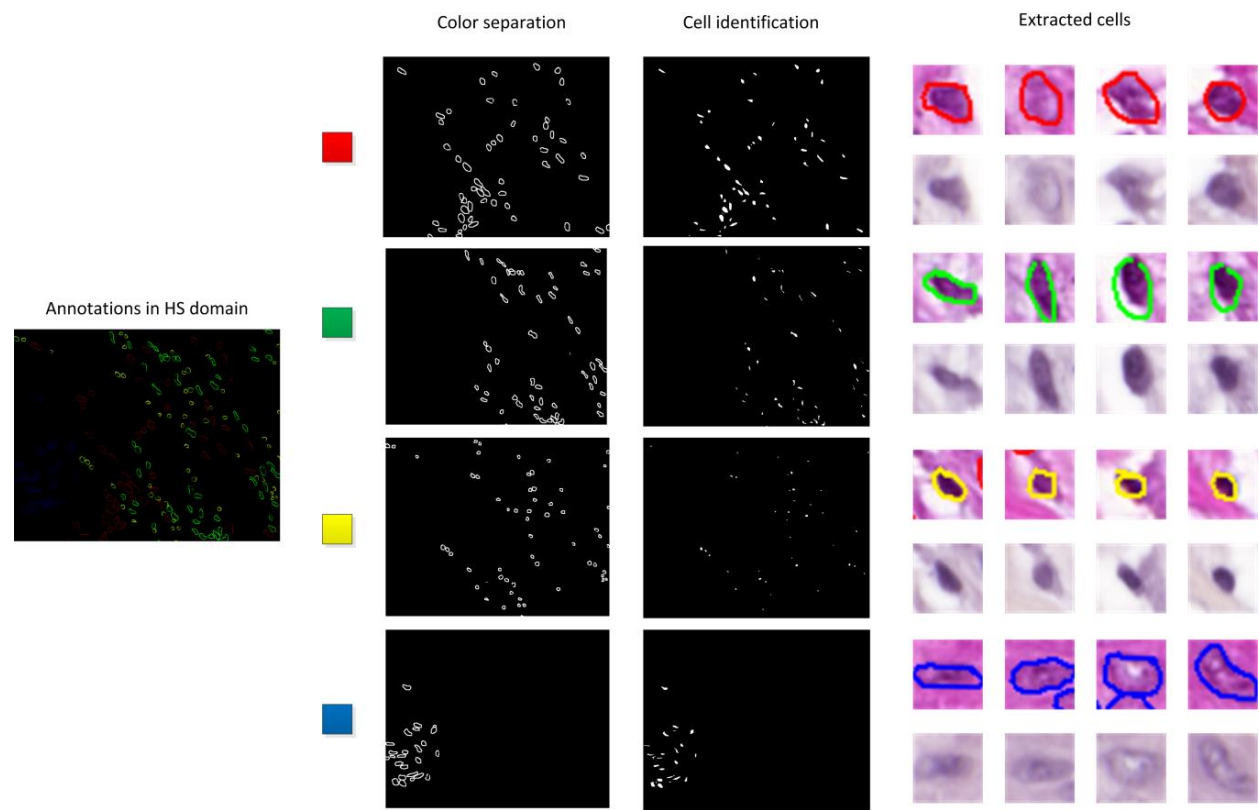 Color separation
Cell identification
Extracted cells
Annotations in HS domain